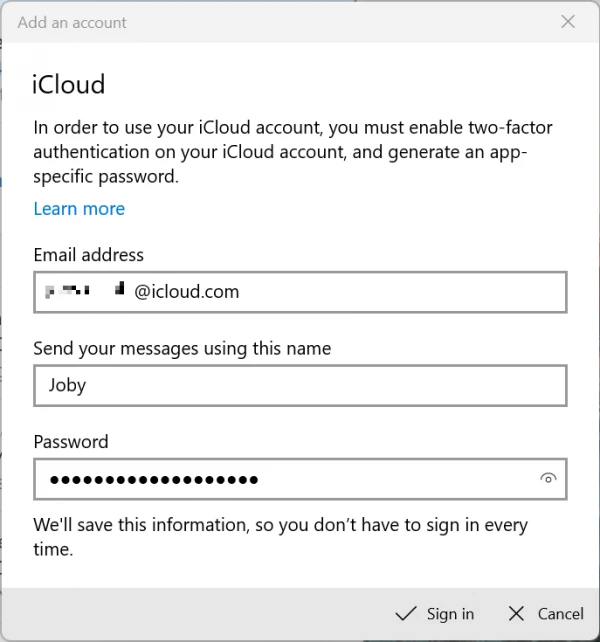 Add an account
iCloud
In order to use your iCloud account, you must enable two-factor
authentication on your iCloud account, and generate an app-
specific password.
Learn more
Email address
@icloud.com
Send your messages using this name
Joby
Password
●●●●●●●●●●●●●●●●●●●
We'll save this information, so you don’t have to sign in every
time.
Sign in
Cancel